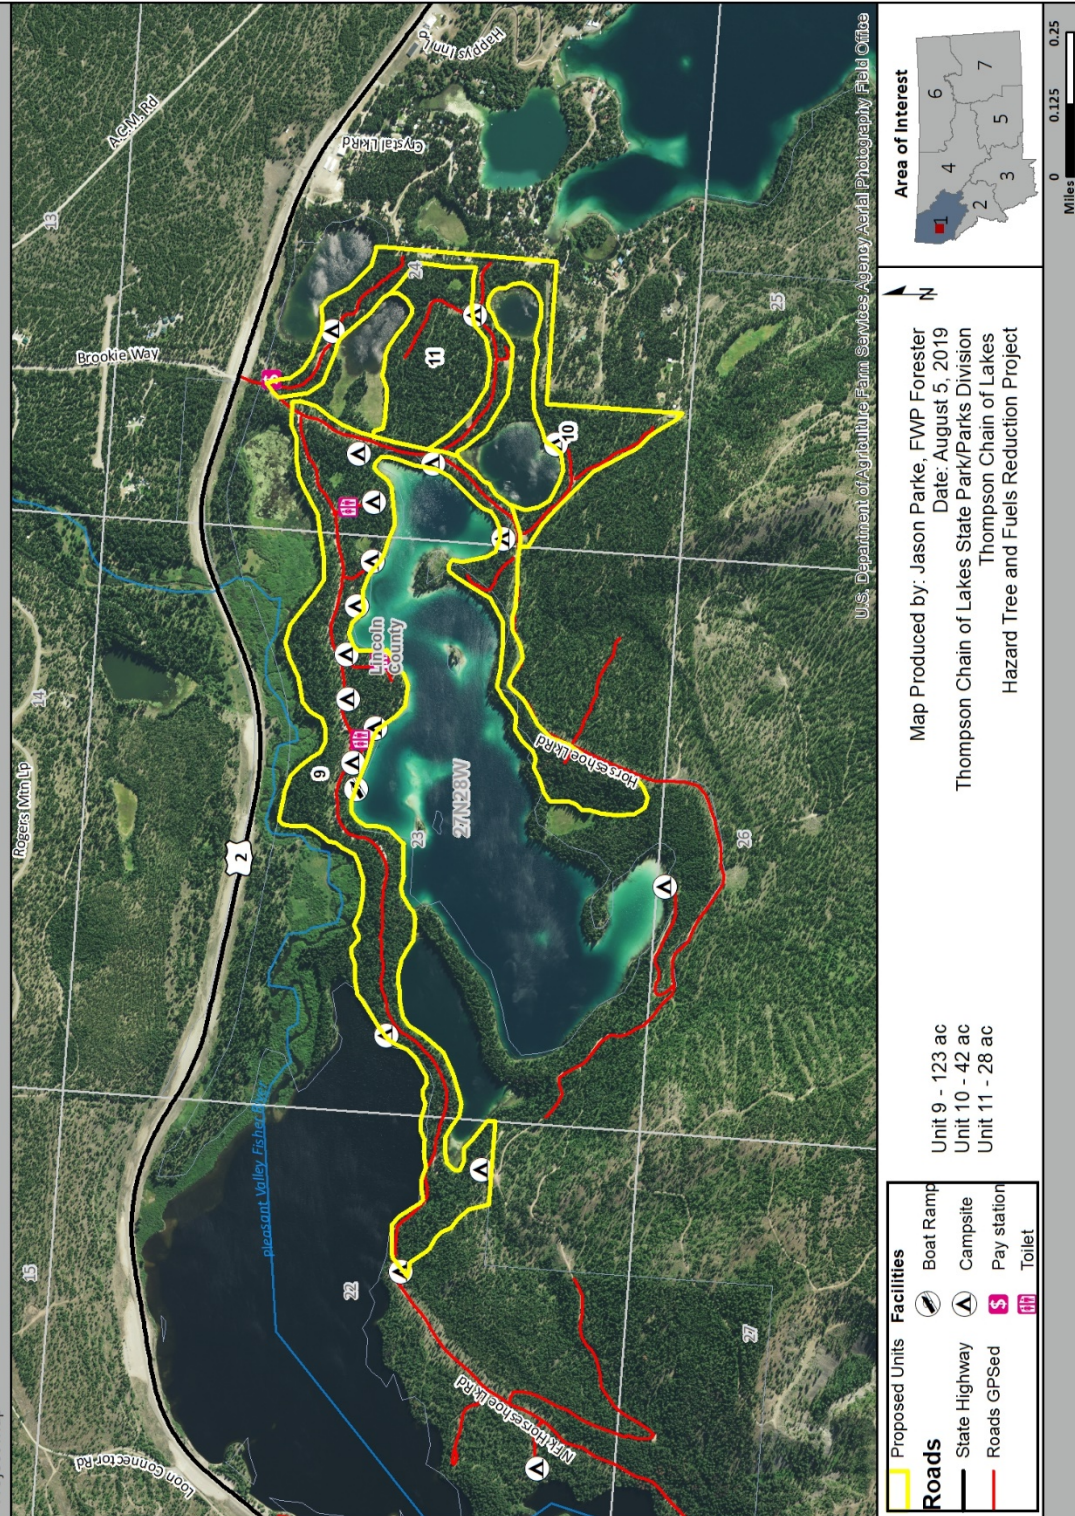 Loon Connector Rd
Rogers Mtn Lp
Brookie Way
A.C.M. Rd
Happys Inn Lp
Crystal Lk Rd
2
pleasant Valley Fisher River
15
14
13
22
23
24
25
26
27
9
10
11
Lincoln
county
27N28W
Horseshoe Lk Rd
NFk Horseshoe Lk Rd
U.S. Department of Agriculture Farm Services Agency Aerial Photography Field Office
Proposed Units
Roads
State Highway
Roads GPSed
Facilities
Boat Ramp
Campsite
Pay station
Toilet
Unit 9 - 123 ac
Unit 10 - 42 ac
Unit 11 - 28 ac
Map Produced by: Jason Parke, FWP Forester
Date: August 5, 2019
Thompson Chain of Lakes State Park/Parks Division
Thompson Chain of Lakes
Hazard Tree and Fuels Reduction Project
N
Area of Interest
1
2
3
4
5
6
7
0 0.125 0.25
Miles